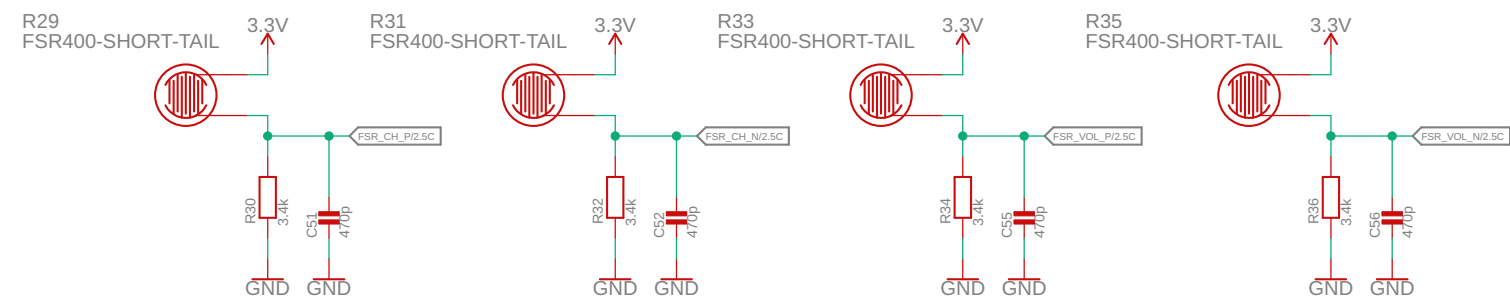 R29
FSR400-SHORT-TAIL
3.3V
FSR_CH_P/2.5C
R30
3.4k
C51
470p
GND
GND
R31
FSR400-SHORT-TAIL
3.3V
FSR_CH_N/2.5C
R32
3.4k
C52
470p
GND
GND
R33
FSR400-SHORT-TAIL
3.3V
FSR_VOL_P/2.5C
R34
3.4k
C55
470p
GND
GND
R35
FSR400-SHORT-TAIL
3.3V
FSR_VOL_N/2.5C
R36
3.4k
C56
470p
GND
GND